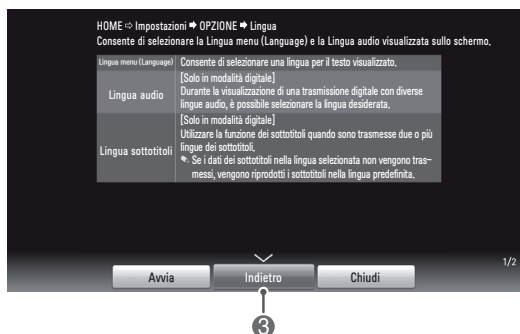 HOME ⇨ Impostazioni ➡ OPZIONE ➡ Lingua
Consente di selezionare la Lingua menu (Language) e la Lingua audio visualizzata sullo schermo.
Lingua menu (Language) Consente di selezionare una lingua per il testo visualizzato.
Lingua audio
[Solo in modalità digitale]
Durante la visualizzazione di una trasmissione digitale con diverse
lingue audio, è possibile selezionare la lingua desiderata.
Lingua sottotitoli
[Solo in modalità digitale]
Utilizzare la funzione dei sottotitoli quando sono trasmesse due o più
lingue dei sottotitoli.
Se i dati dei sottotitoli nella lingua selezionata non vengono tras-
messi, vengono riprodotti i sottotitoli nella lingua predefinita.
1/2
Avvia Indietro Chiudi
3